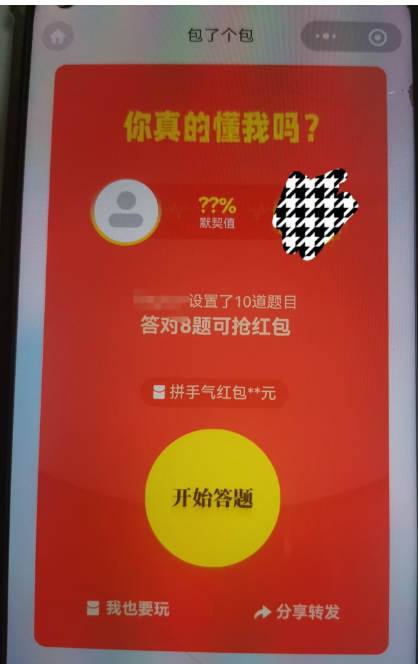 包了个包
你真的懂我吗？
??%
默契值
设置了10道题目
答对8题可抢红包
拼手气红包**元
开始答题
我也要玩
分享转发